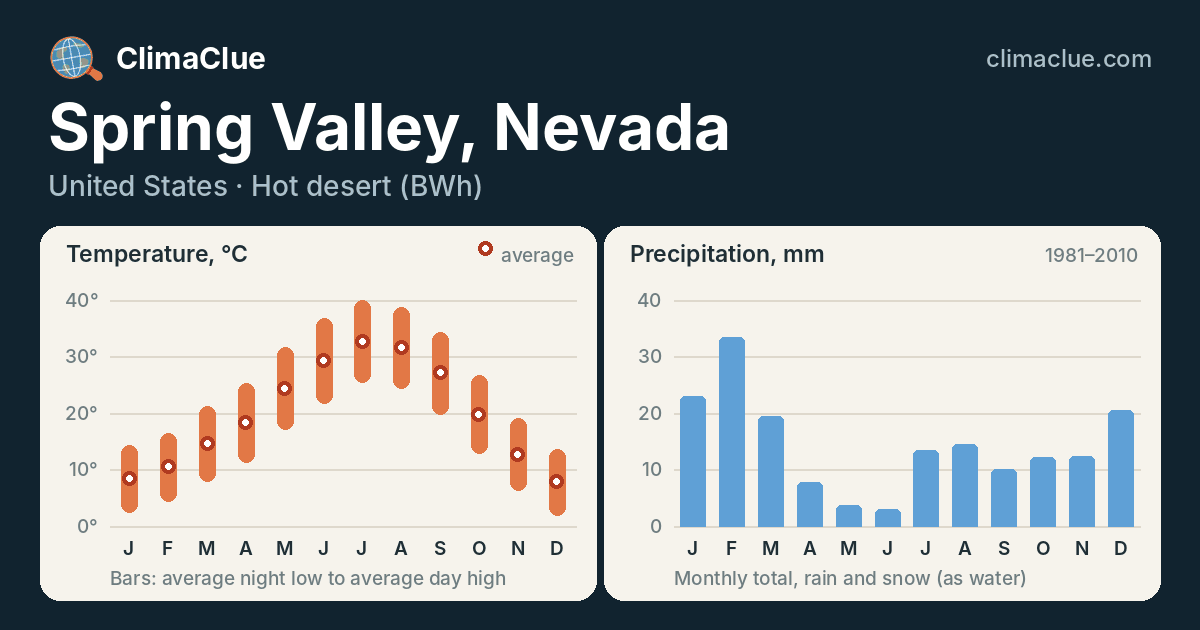 ClimaClue
climaclue.com
Spring Valley, Nevada
United States · Hot desert (BWh)
Temperature, °C
average
40°
30°
20°
10°
0°
J F M A M J J A S O N D
Bars: average night low to average day high
Precipitation, mm
1981–2010
40
30
20
10
0
J F M A M J J A S O N D
Monthly total, rain and snow (as water)